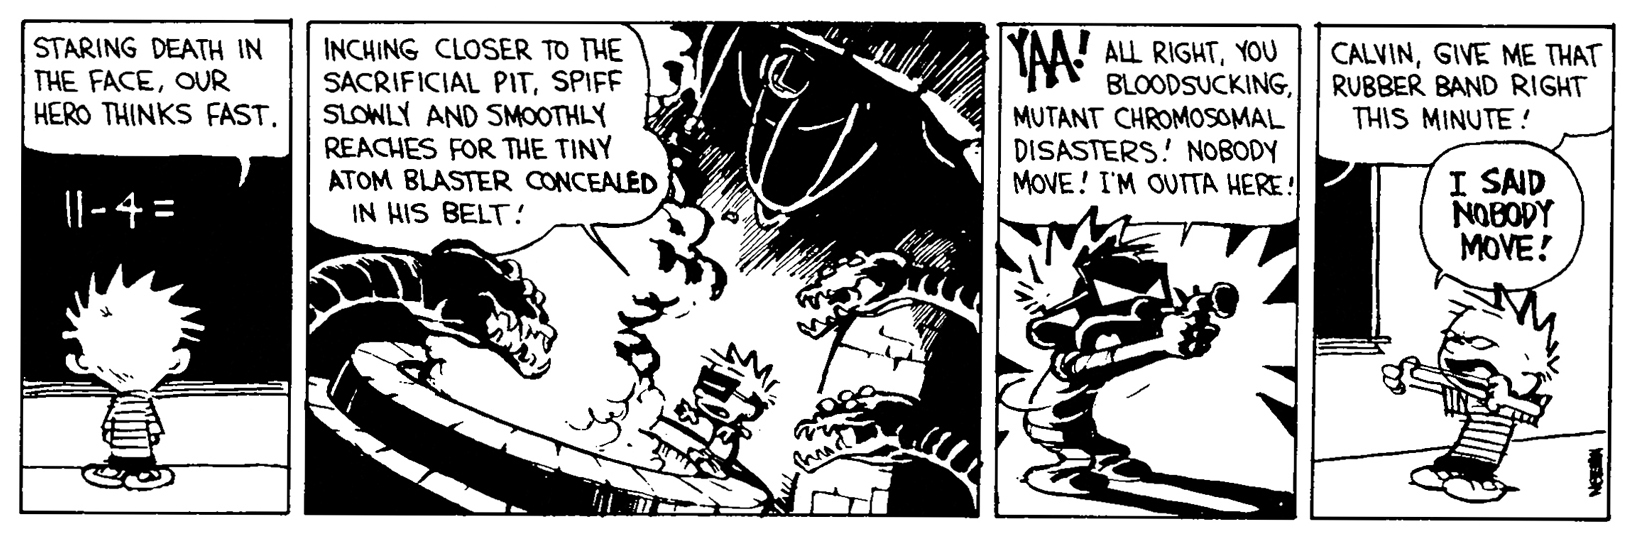 STARING DEATH IN
THE FACE, OUR
HERO THINKS FAST.
11-4=
INCHING CLOSER TO THE
SACRIFICIAL PIT, SPIFF
SLOWLY AND SMOOTHLY
REACHES FOR THE TINY
ATOM BLASTER CONCEALED
IN HIS BELT!
YAA! ALL RIGHT, YOU
BLOODSUCKING,
MUTANT CHROMOSOMAL
DISASTERS! NOBODY
MOVE! I'M OUTTA HERE!
CALVIN, GIVE ME THAT
RUBBER BAND RIGHT
THIS MINUTE!
I SAID
NOBODY
MOVE!